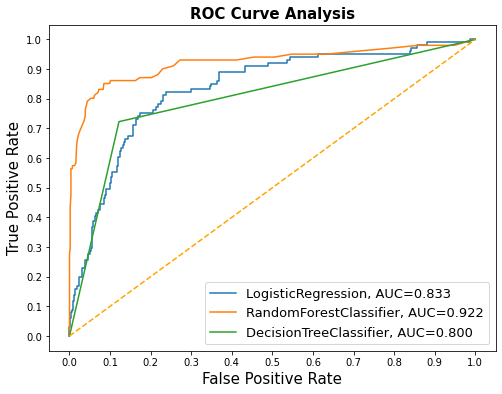 ROC Curve Analysis
True Positive Rate
1.0
0.9
0.8
0.7
0.6
0.5
0.4
0.3
0.2
0.1
0.0
LogisticRegression, AUC=0.833
RandomForestClassifier, AUC=0.922
DecisionTreeClassifier, AUC=0.800
0.0 0.1 0.2 0.3 0.4 0.5 0.6 0.7 0.8 0.9 1.0
False Positive Rate